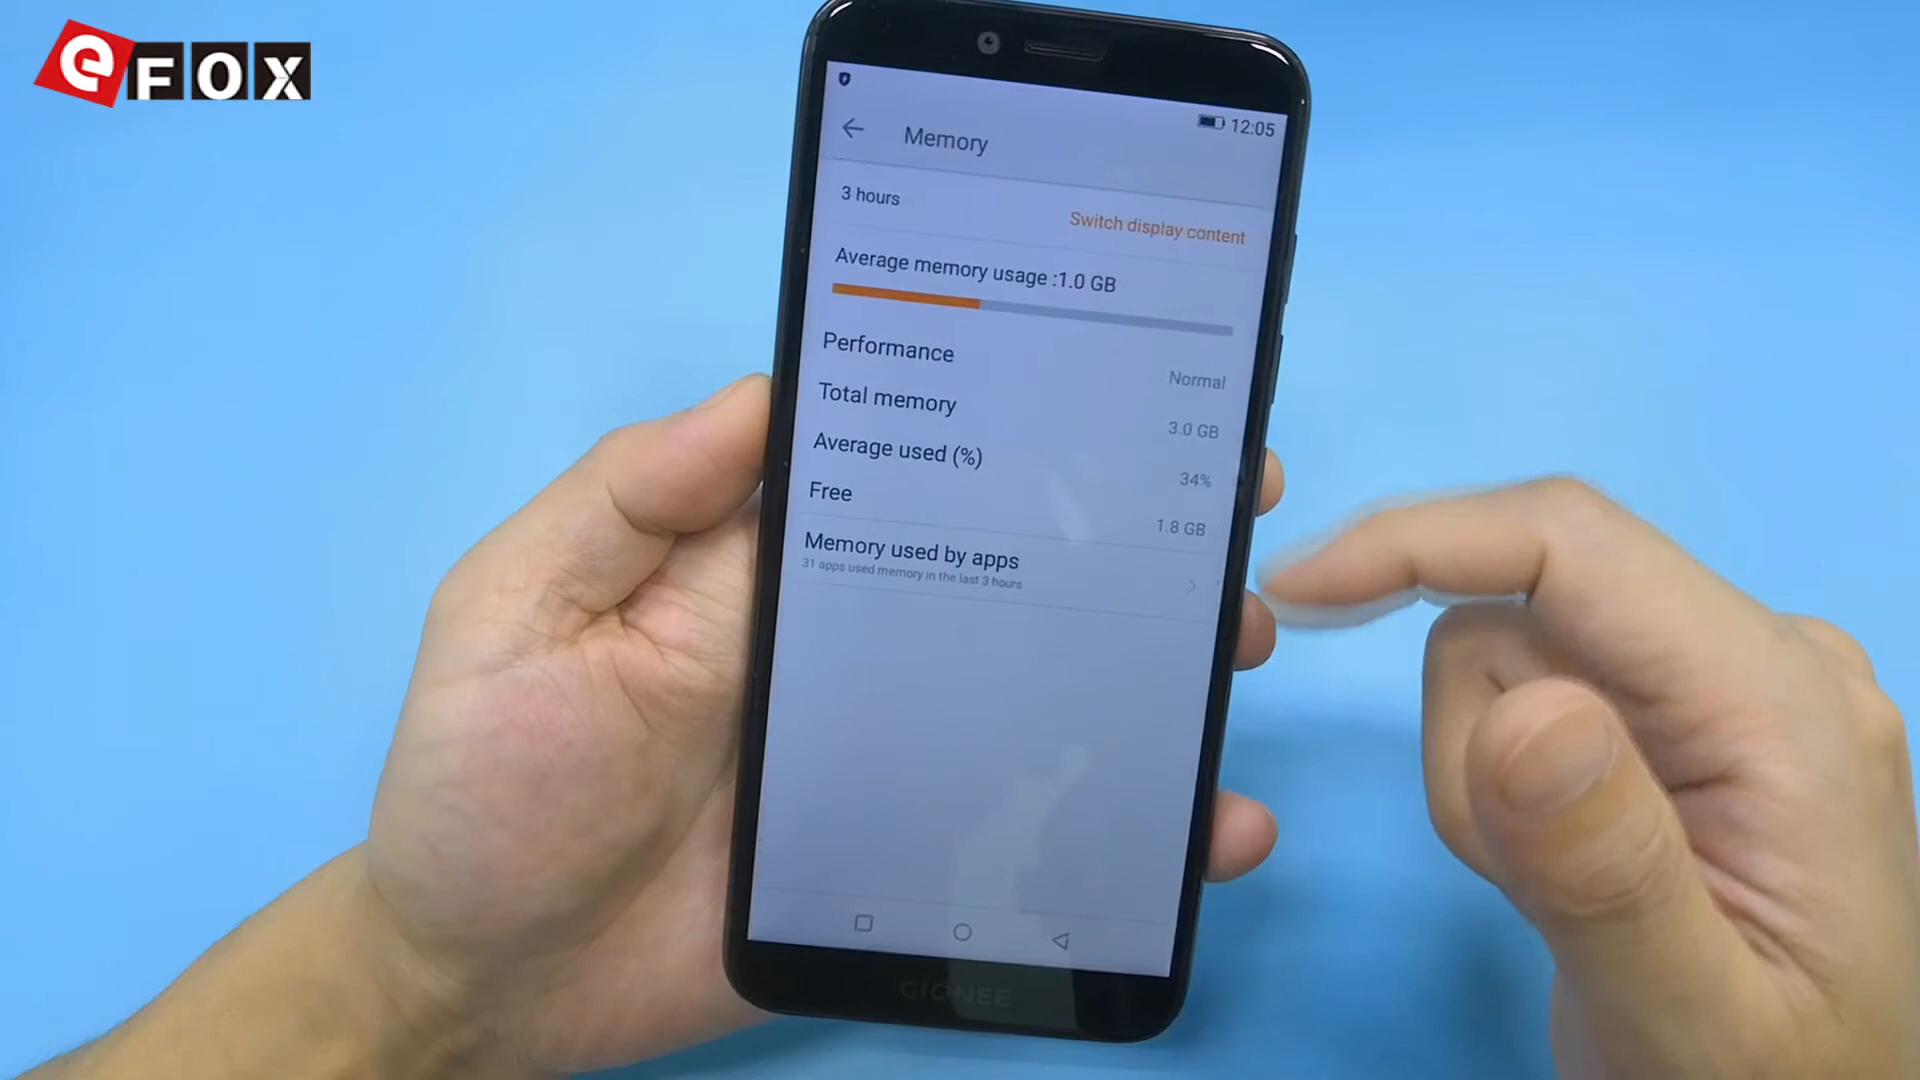 eFOX
12:05
Memory
3 hours
Switch display content
Average memory usage :1.0 GB
Performance
Normal
Total memory
3.0 GB
Average used (%)
34%
Free
1.8 GB
Memory used by apps
31 apps used memory in the last 3 hours
GIONEE